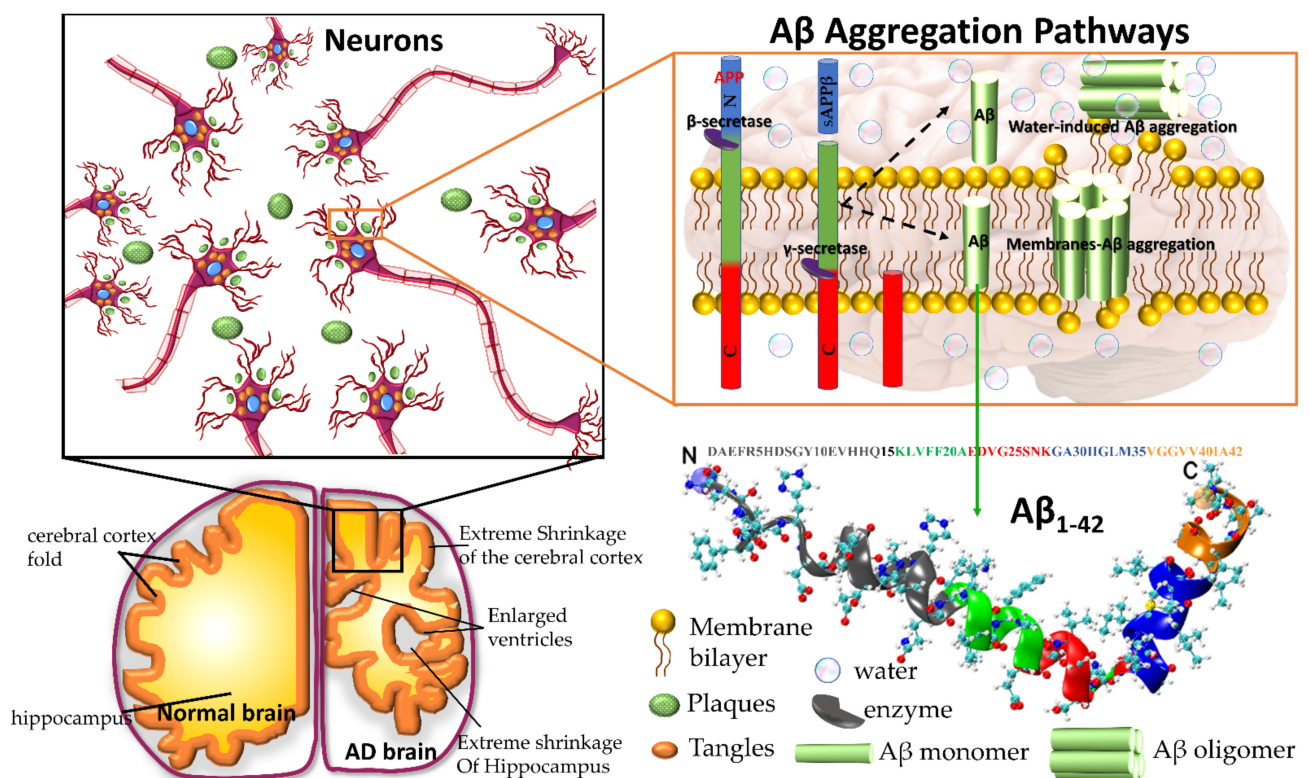 Neurons
Aβ Aggregation Pathways
APP
N
sAPPβ
β-secretase
Aβ
Water-induced Aβ aggregation
γ-secretase
Aβ
Membranes-Aβ aggregation
C
C
DAEFR5HDSGY10EVHHQ15KLVFF20AEDVG25SNKGA30IIGLM35VGGVV40IA42
N
C
Aβ1-42
cerebral cortex
fold
Extreme Shrinkage
of the cerebral cortex
Enlarged
ventricles
hippocampus
Normal brain
AD brain
Extreme shrinkage
Of Hippocampus
Membrane
bilayer
water
Plaques
enzyme
Tangles
Aβ monomer
Aβ oligomer